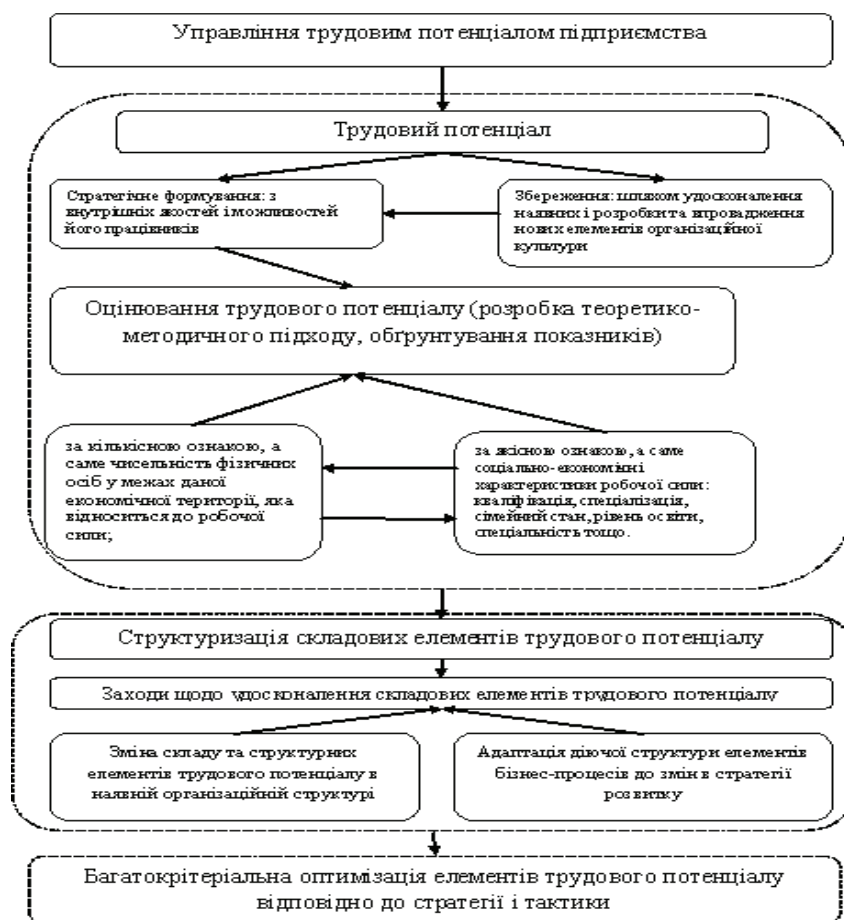 Управління трудовим потенціалом підприємства
Трудовий потенціал
Стратегічне формування: з
внутрішніх якостей і можливостей
його працівників
Збереження: шляхом удосконалення
наявних і розробки та впровадження
нових елементів організаційної
культури
Оцінювання трудового потенціалу (розробка теоретико-
методичного підходу, обґрунтування показників)
за кількісною ознакою, а
саме чисельність фізичних
осіб у межах даної
економічної території, яка
відноситься до робочої
сили;
за якісною ознакою, а саме
соціально-економічні
характеристики робочої сили:
кваліфікація, спеціалізація,
сімейний стан, рівень освіти,
спеціальність тощо.
Структуризація складових елементів трудового потенціалу
Заходи щодо удосконалення складових елементів трудового потенціалу
Зміна складу та структурних
елементів трудового потенціалу в
наявній організаційній структурі
Адаптація діючої структури елементів
бізнес-процесів до змін в стратегії
розвитку
Багатокрітеріальна оптимізація елементів трудового потенціалу
відповідно до стратегії і тактики